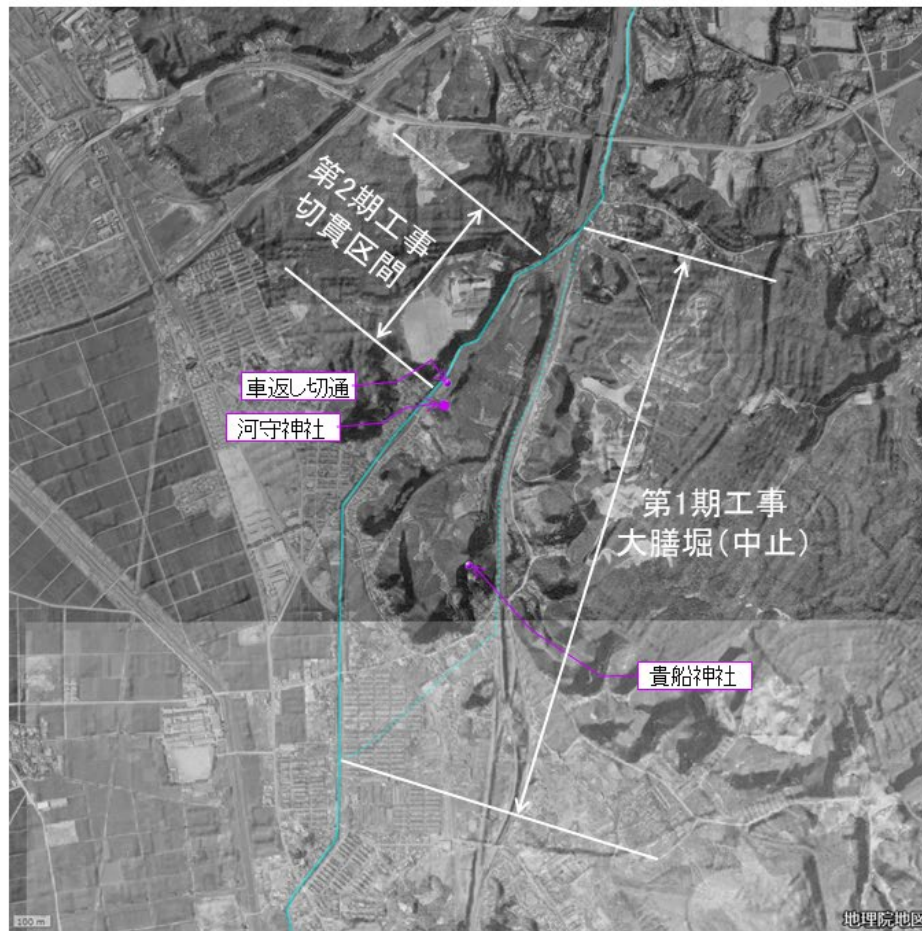 第2期工事
切貫区間
車返し切通
河守神社
第1期工事
大膳堀(中止)
貴船神社
100 m
地理院地図